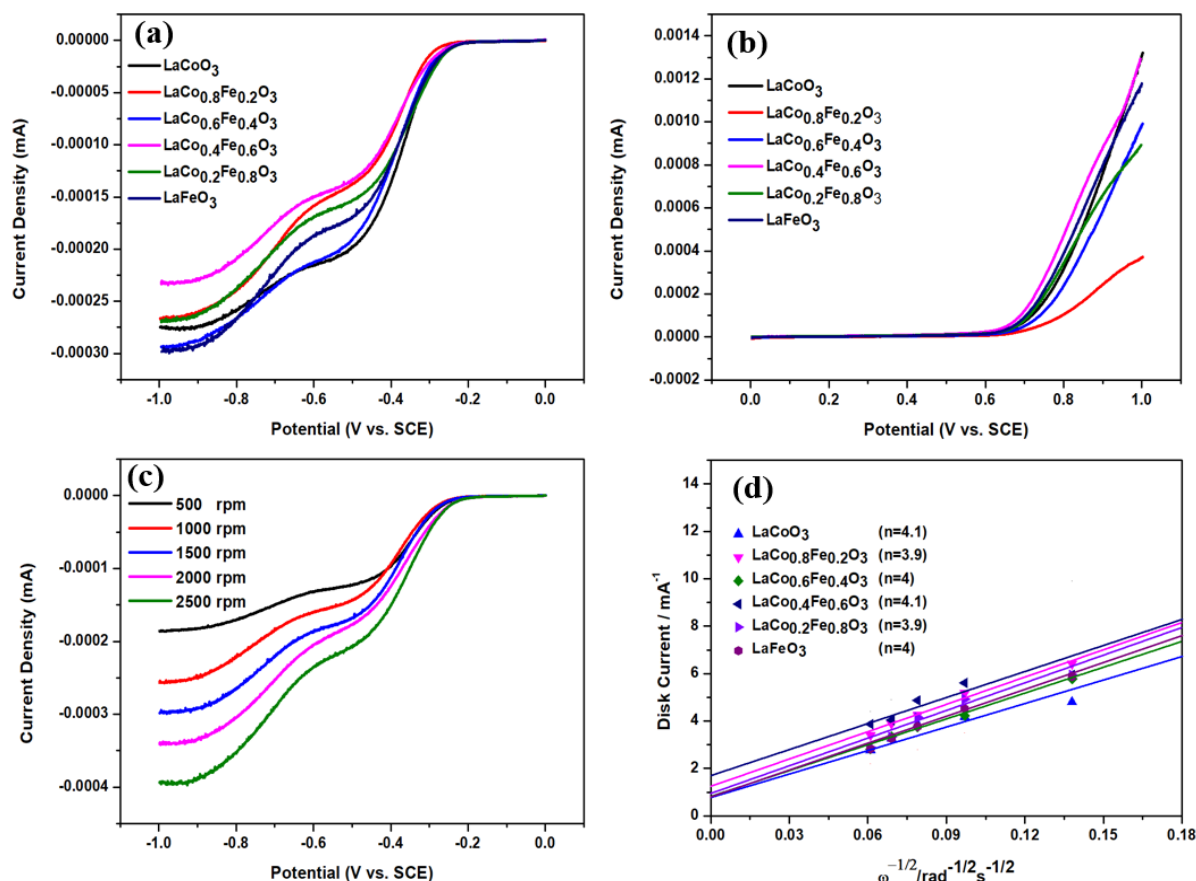 (a)
0.00000
-0.00005
-0.00010
-0.00015
-0.00020
-0.00025
-0.00030
Current Density (mA)
LaCoO₃
LaCo₀.₈Fe₀.₂O₃
LaCo₀.₆Fe₀.₄O₃
LaCo₀.₄Fe₀.₆O₃
LaCo₀.₂Fe₀.₈O₃
LaFeO₃
-1.0 -0.8 -0.6 -0.4 -0.2 0.0
Potential (V vs. SCE)
(b)
0.0014
0.0012
0.0010
0.0008
0.0006
0.0004
0.0002
0.0000
-0.0002
Current Density (mA)
LaCoO₃
LaCo₀.₈Fe₀.₂O₃
LaCo₀.₆Fe₀.₄O₃
LaCo₀.₄Fe₀.₆O₃
LaCo₀.₂Fe₀.₈O₃
LaFeO₃
0.0 0.2 0.4 0.6 0.8 1.0
Potential (V vs. SCE)
(c)
0.0000
-0.0001
-0.0002
-0.0003
-0.0004
Current Density (mA)
500 rpm
1000 rpm
1500 rpm
2000 rpm
2500 rpm
-1.0 -0.8 -0.6 -0.4 -0.2 0.0
Potential (V vs. SCE)
(d)
14
12
10
8
6
4
2
0
Disk Current / mA⁻¹
LaCoO₃ (n=4.1)
LaCo₀.₈Fe₀.₂O₃ (n=3.9)
LaCo₀.₆Fe₀.₄O₃ (n=4)
LaCo₀.₄Fe₀.₆O₃ (n=4.1)
LaCo₀.₂Fe₀.₈O₃ (n=3.9)
LaFeO₃ (n=4)
0.00 0.03 0.06 0.09 0.12 0.15 0.18
ω⁻¹/²/rad⁻¹/²s⁻¹/²